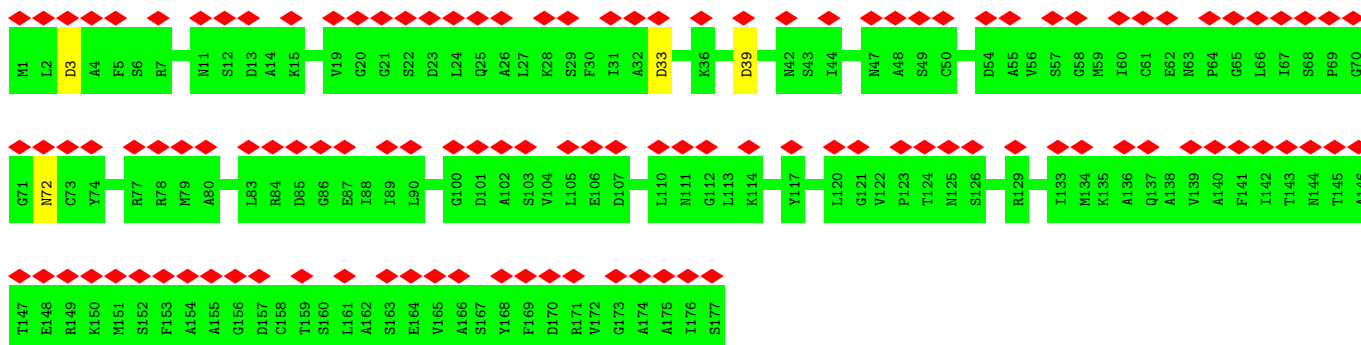 M1 L2 D3 A4 F5 S6 R7 N11 S12 D13 A14 K15 V19 G20 G21 S22 D23 L24 Q25 A26 L27 K28 S29 F30 I31 A32 D33 K36 D39 N42 S43 I44 N47 A48 S49 C50 D54 A55 V56 S57 G58 M59 I60 C61 E62 N63 P64 G65 L66 I67 S68 P69 G70
G71 N72 C73 Y74 R77 R78 M79 A80 L83 R84 D85 G86 E87 I88 I89 L90 G100 D101 A102 S103 V104 L105 E106 D107 L110 N111 G112 L113 K114 Y117 L120 G121 V122 P123 T124 N125 S126 R129 I133 M134 K135 A136 Q137 A138 V139 A140 F141 I142 T143 N144 T145 A146
T147 E148 R149 K150 M151 S152 F153 A154 A155 G156 D157 C158 T159 S160 L161 A162 S163 E164 V165 A166 S167 Y168 F169 D170 R171 V172 G173 A174 A175 I176 S177